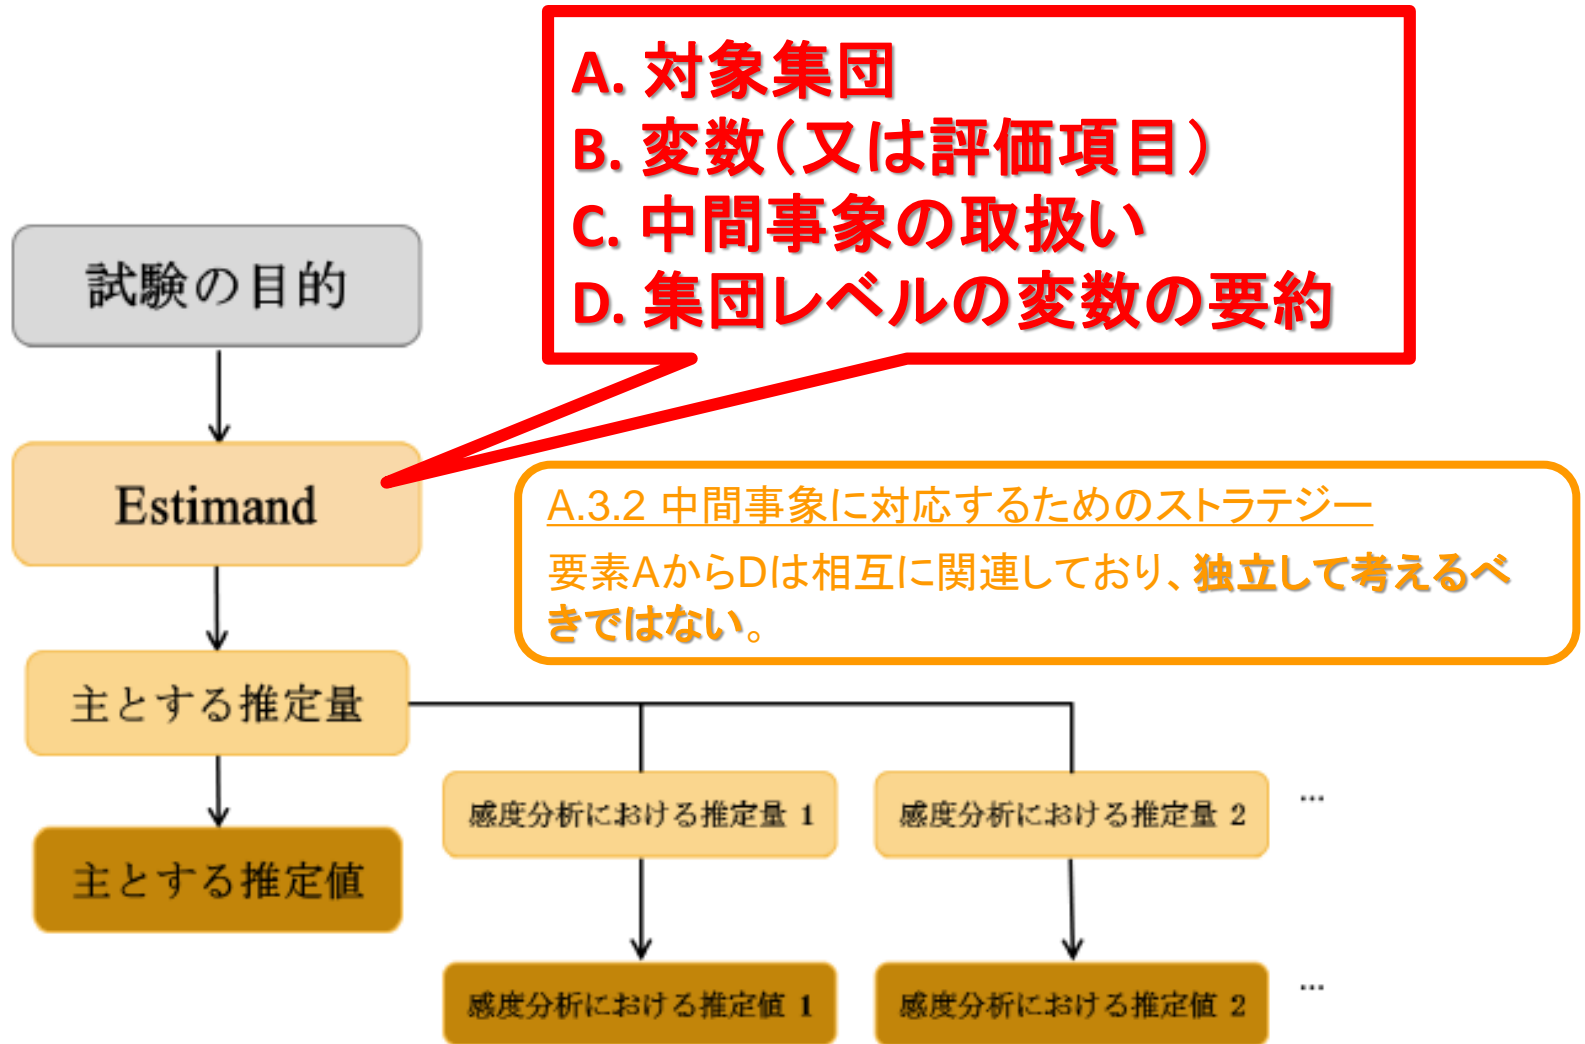 A. 対象集団
B. 変数（又は評価項目）
C. 中間事象の取扱い
D. 集団レベルの変数の要約
試験の目的
Estimand
A.3.2 中間事象に対応するためのストラテジー
要素AからDは相互に関連しており、独立して考えるべ
きではない。
主とする推定量
主とする推定値
感度分析における推定量 1
感度分析における推定量 2
...
感度分析における推定値 1
感度分析における推定値 2
...